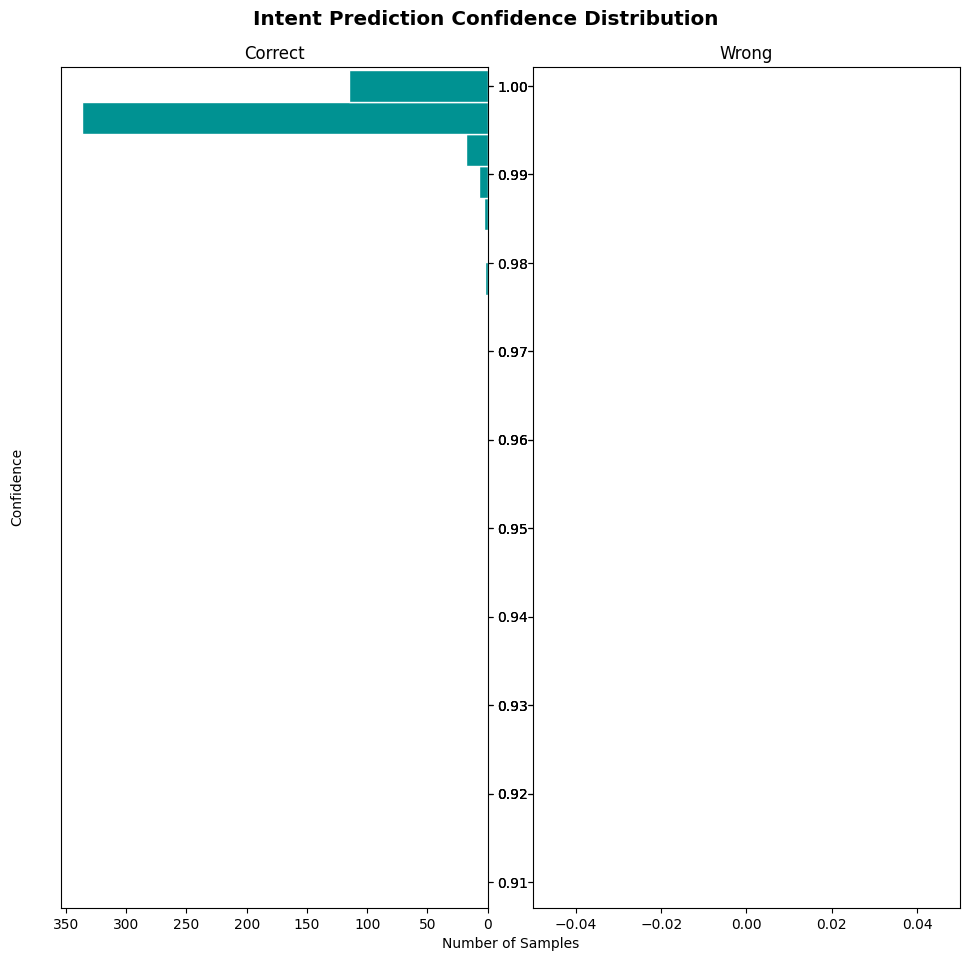 Intent Prediction Confidence Distribution
Correct
Wrong
1.00
0.99
0.98
0.97
0.96
0.95
0.94
0.93
0.92
0.91
Confidence
350 300 250 200 150 100 50 0
−0.04 −0.02 0.00 0.02 0.04
Number of Samples